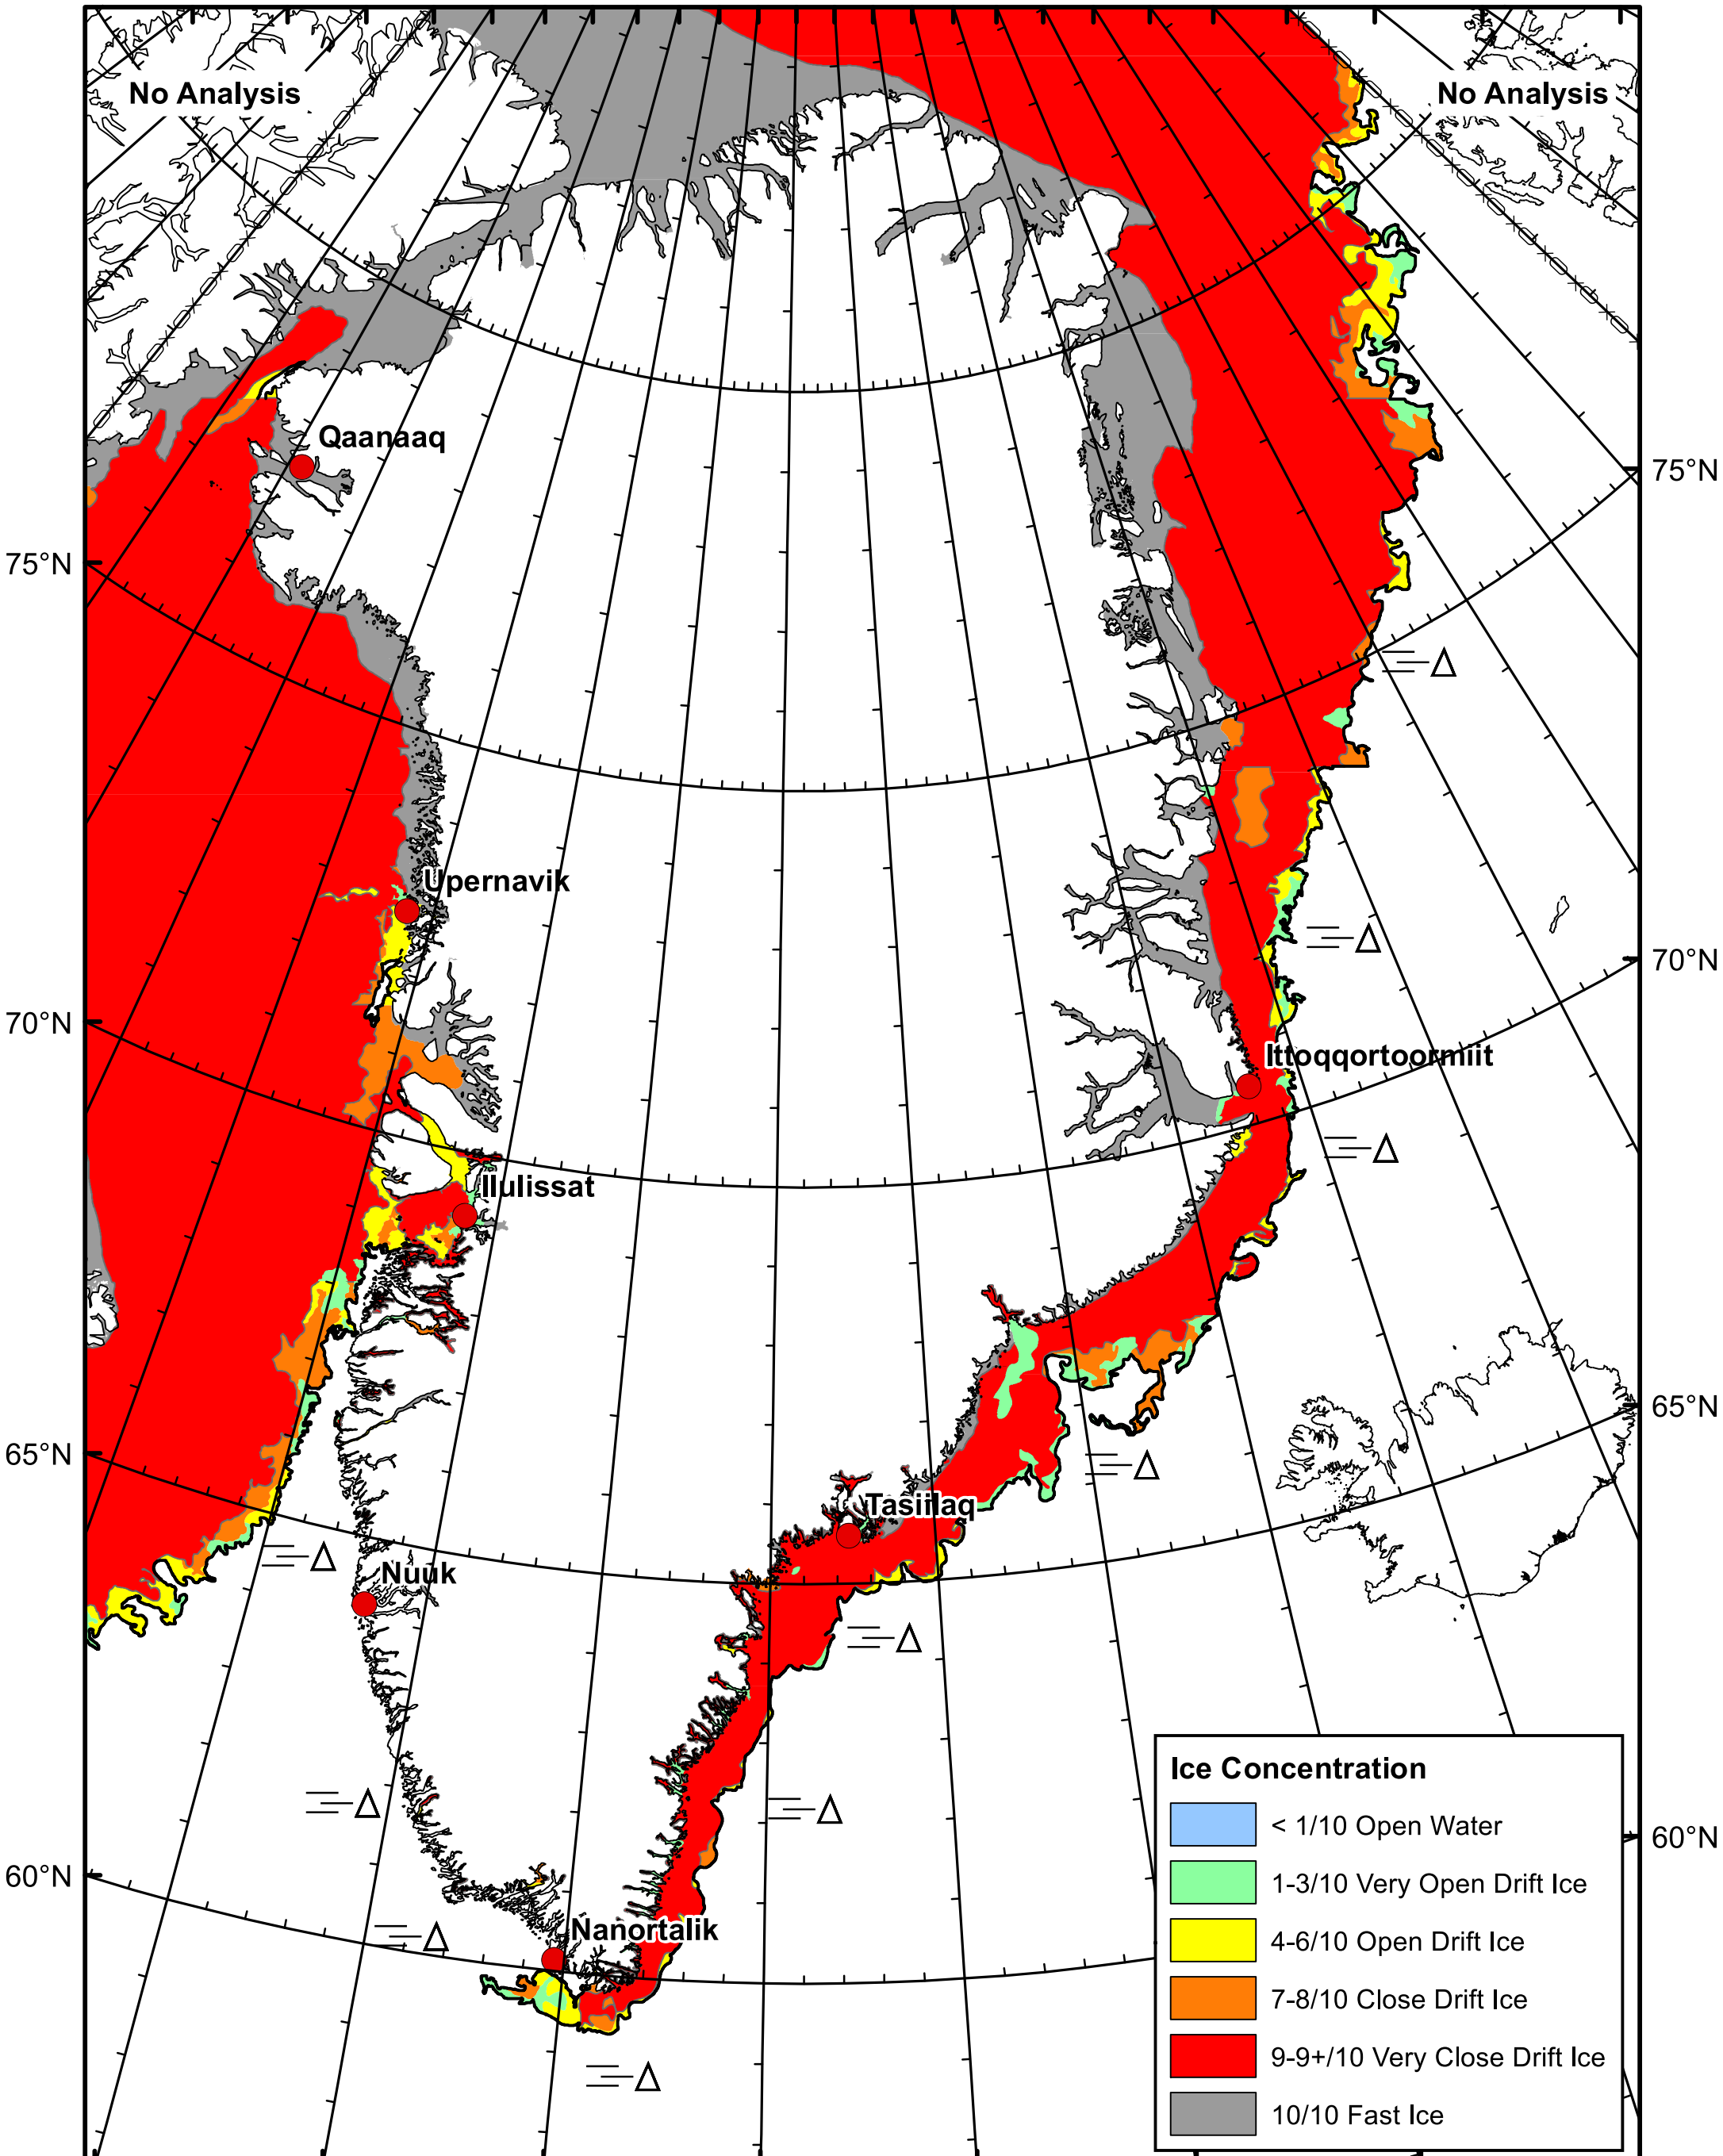 No Analysis
No Analysis
Qaanaaq
75°N
75°N
Upernavik
70°N
70°N
Ittoqqortoormiit
Ilulissat
65°N
65°N
Tasiilaq
Nuuk
60°N
60°N
Nanortalik
Ice Concentration
< 1/10 Open Water
1-3/10 Very Open Drift Ice
4-6/10 Open Drift Ice
7-8/10 Close Drift Ice
9-9+/10 Very Close Drift Ice
10/10 Fast Ice